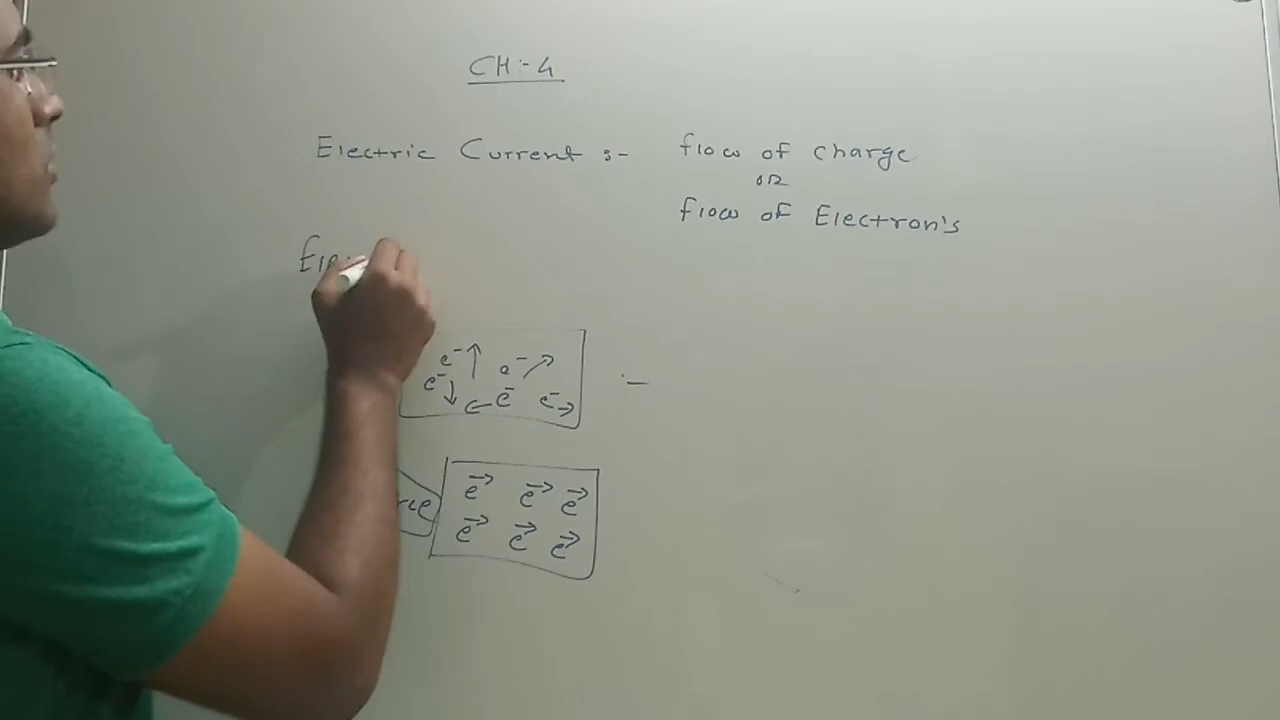 CH:- 4
Electric Current :- flow of charge
OR
flow of Electron's
e⁻ e⁻
e⁻ e⁻ e⁻
e e e
e e e